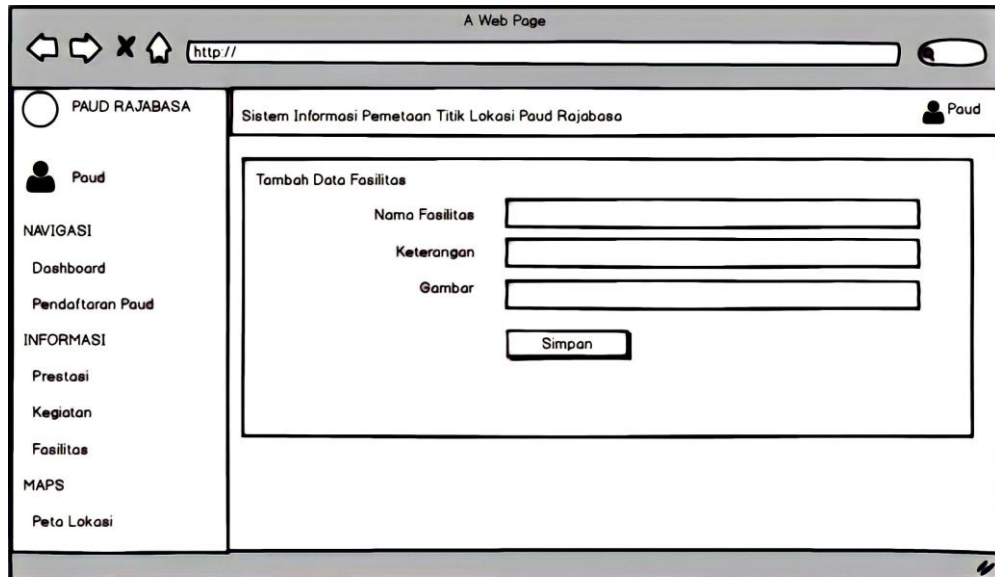 A Web Page
http://
PAUD RAJABASA
Paud
NAVIGASI
Dashboard
Pendaftaran Paud
INFORMASI
Prestasi
Kegiatan
Fasilitas
MAPS
Peta Lokasi
Sistem Informasi Pemetaan Titik Lokasi Paud Rajabasa
Paud
Tambah Data Fasilitas
Nama Fasilitas
Keterangan
Gambar
Simpan